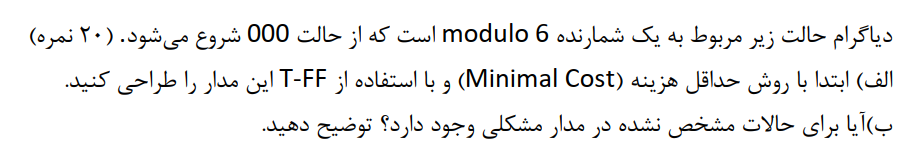 دیاگرام حالت زیر مربوط به یک شمارنده modulo 6 است که از حالت 000 شروع می‌شود. (۲۰ نمره)
الف) ابتدا با روش حداقل هزینه (Minimal Cost) و با استفاده از T-FF این مدار را طراحی کنید.
ب)آیا برای حالات مشخص نشده در مدار مشکلی وجود دارد؟ توضیح دهید.